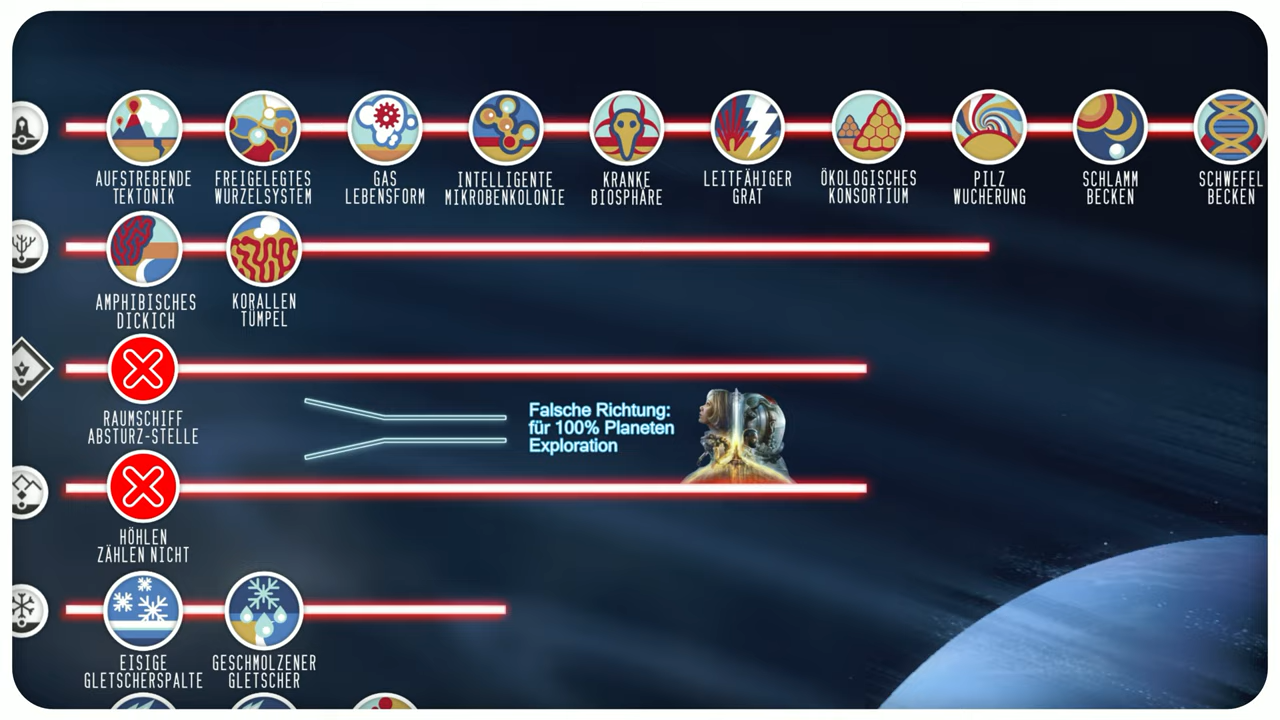 AUFSTREBENDE
TEKTONIK
FREIGELEGTES
WURZELSYSTEM
GAS
LEBENSFORM
INTELLIGENTE
MIKROBENKOLONIE
KRANKE
BIOSPHÄRE
LEITFÄHIGER
GRAT
ÖKOLOGISCHES
KONSORTIUM
PILZ
WUCHERUNG
SCHLAMM
BECKEN
SCHWEFEL
BECKEN
AMPHIBISCHES
DICKICH
KORALLEN
TÜMPEL
RAUMSCHIFF
ABSTURZ-STELLE
Falsche Richtung:
für 100% Planeten
Exploration
HÖHLEN
ZÄHLEN NICHT
EISIGE
GLETSCHERSPALTE
GESCHMOLZENER
GLETSCHER